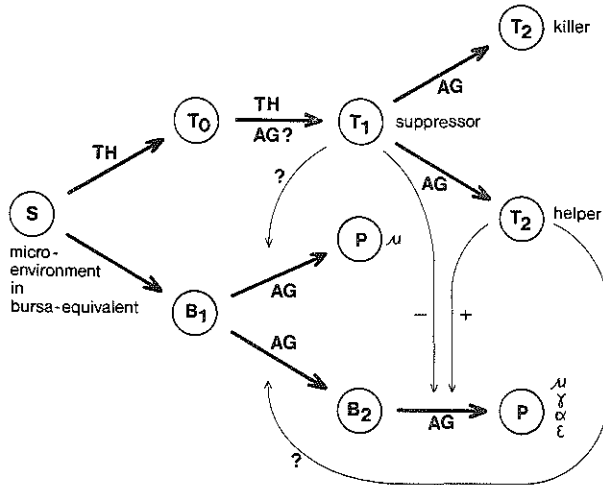 T2 killer
AG
TH
T0
TH
AG?
T1
suppressor
AG
?
S
T2 helper
P μ
micro-
environment
in
bursa-equivalent
B1
AG
AG
–
+
B2
AG
P
μ
γ
α
ε
?